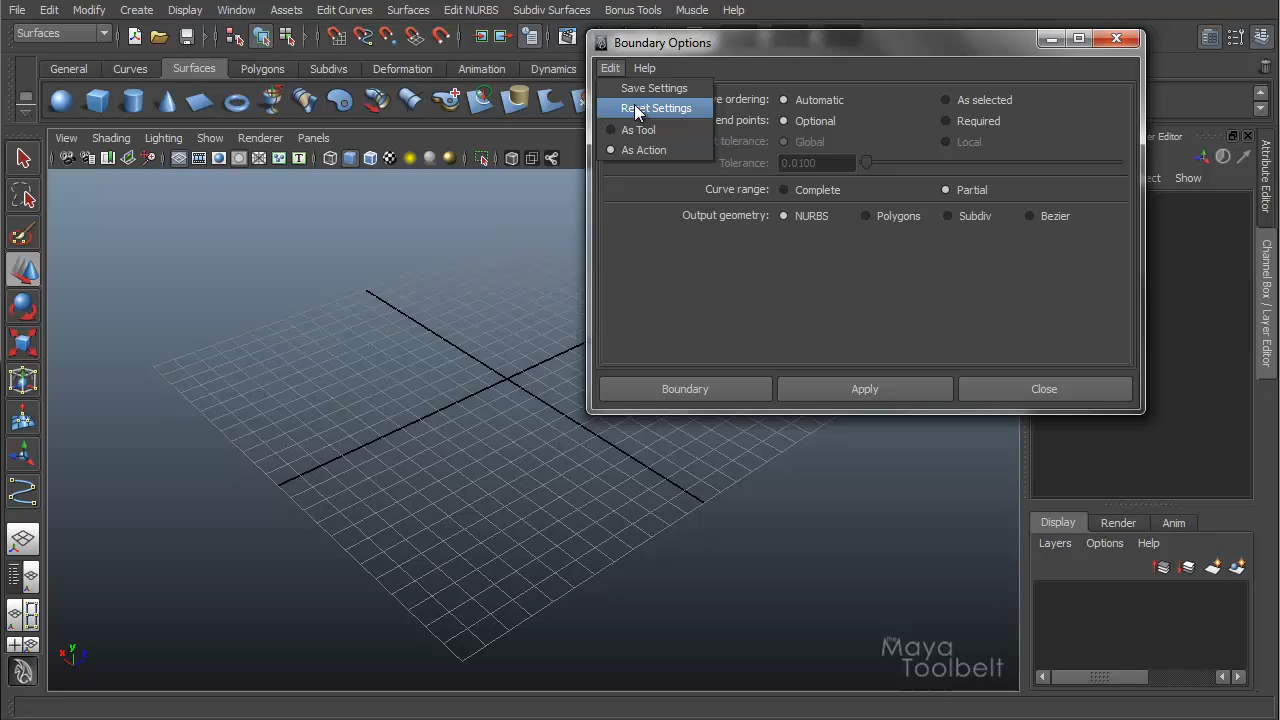 File Edit Modify Create Display Window Assets Edit Curves Surfaces Edit NURBS Subdiv Surfaces Bonus Tools Muscle Help
Surfaces
General Curves Surfaces Polygons Subdivs Deformation Animation Dynamics
View Shading Lighting Show Renderer Panels
Boundary Options
Edit Help
Save Settings
Reset Settings
As Tool
As Action
ordering: Automatic As selected
end points: Optional Required
tolerance: Global Local
Tolerance: 0.0100
Curve range: Complete Partial
Output geometry: NURBS Polygons Subdiv Bezier
Boundary Apply Close
Editor
Show
Attribute Editor
Channel Box / Layer Editor
Display Render Anim
Layers Options Help
x y
the
Maya
Toolbelt